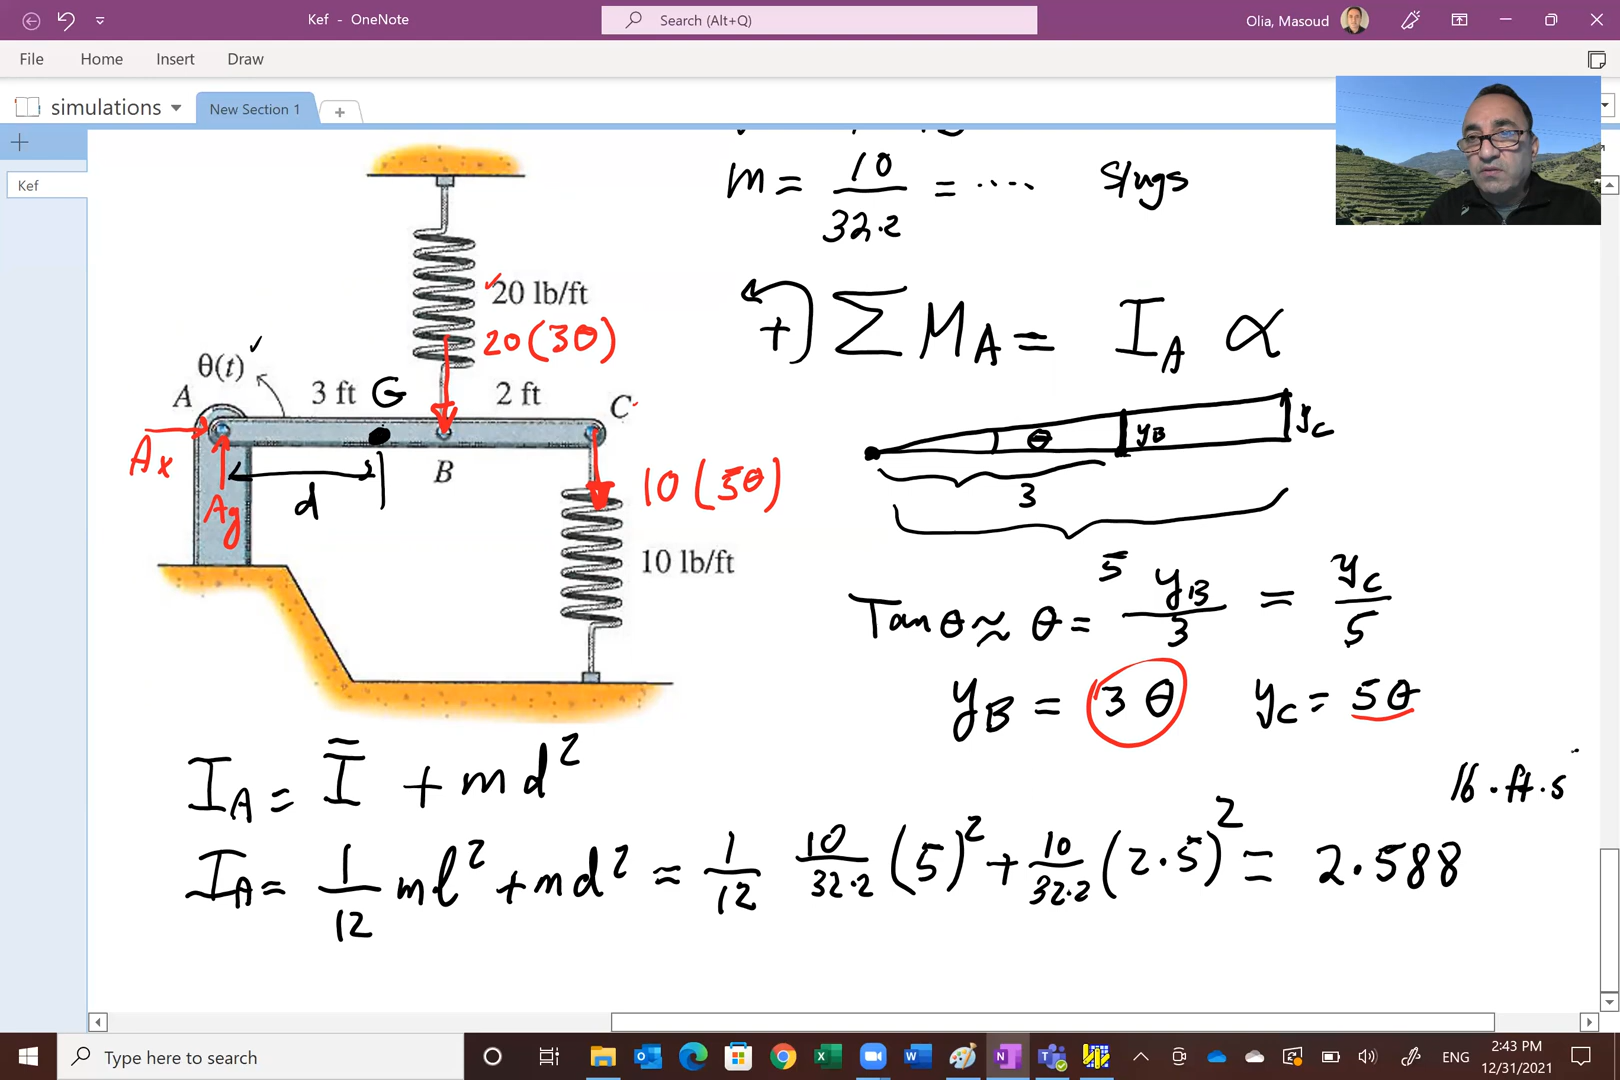 Kef - OneNote
Search (Alt+Q)
Olia, Masoud
File Home Insert Draw
simulations
New Section 1
Kef
m = 10/32.2 = .... Slugs
20 lb/ft
20(3θ)
+ ΣM_A = I_A α
θ(t)
A 3 ft G 2 ft C
B
Ax
Ay
d
10(5θ)
10 lb/ft
θ y_B y_C
3
5
Tan θ ≈ θ = y_B/3 = y_C/5
y_B = 3θ y_C = 5θ
I_A = Ī + md²
lb.ft.s
I_A = 1/12 ml² + md² = 1/12 10/32.2 (5)² + 10/32.2 (2.5)² = 2.588
Type here to search
ENG
2:43 PM
12/31/2021